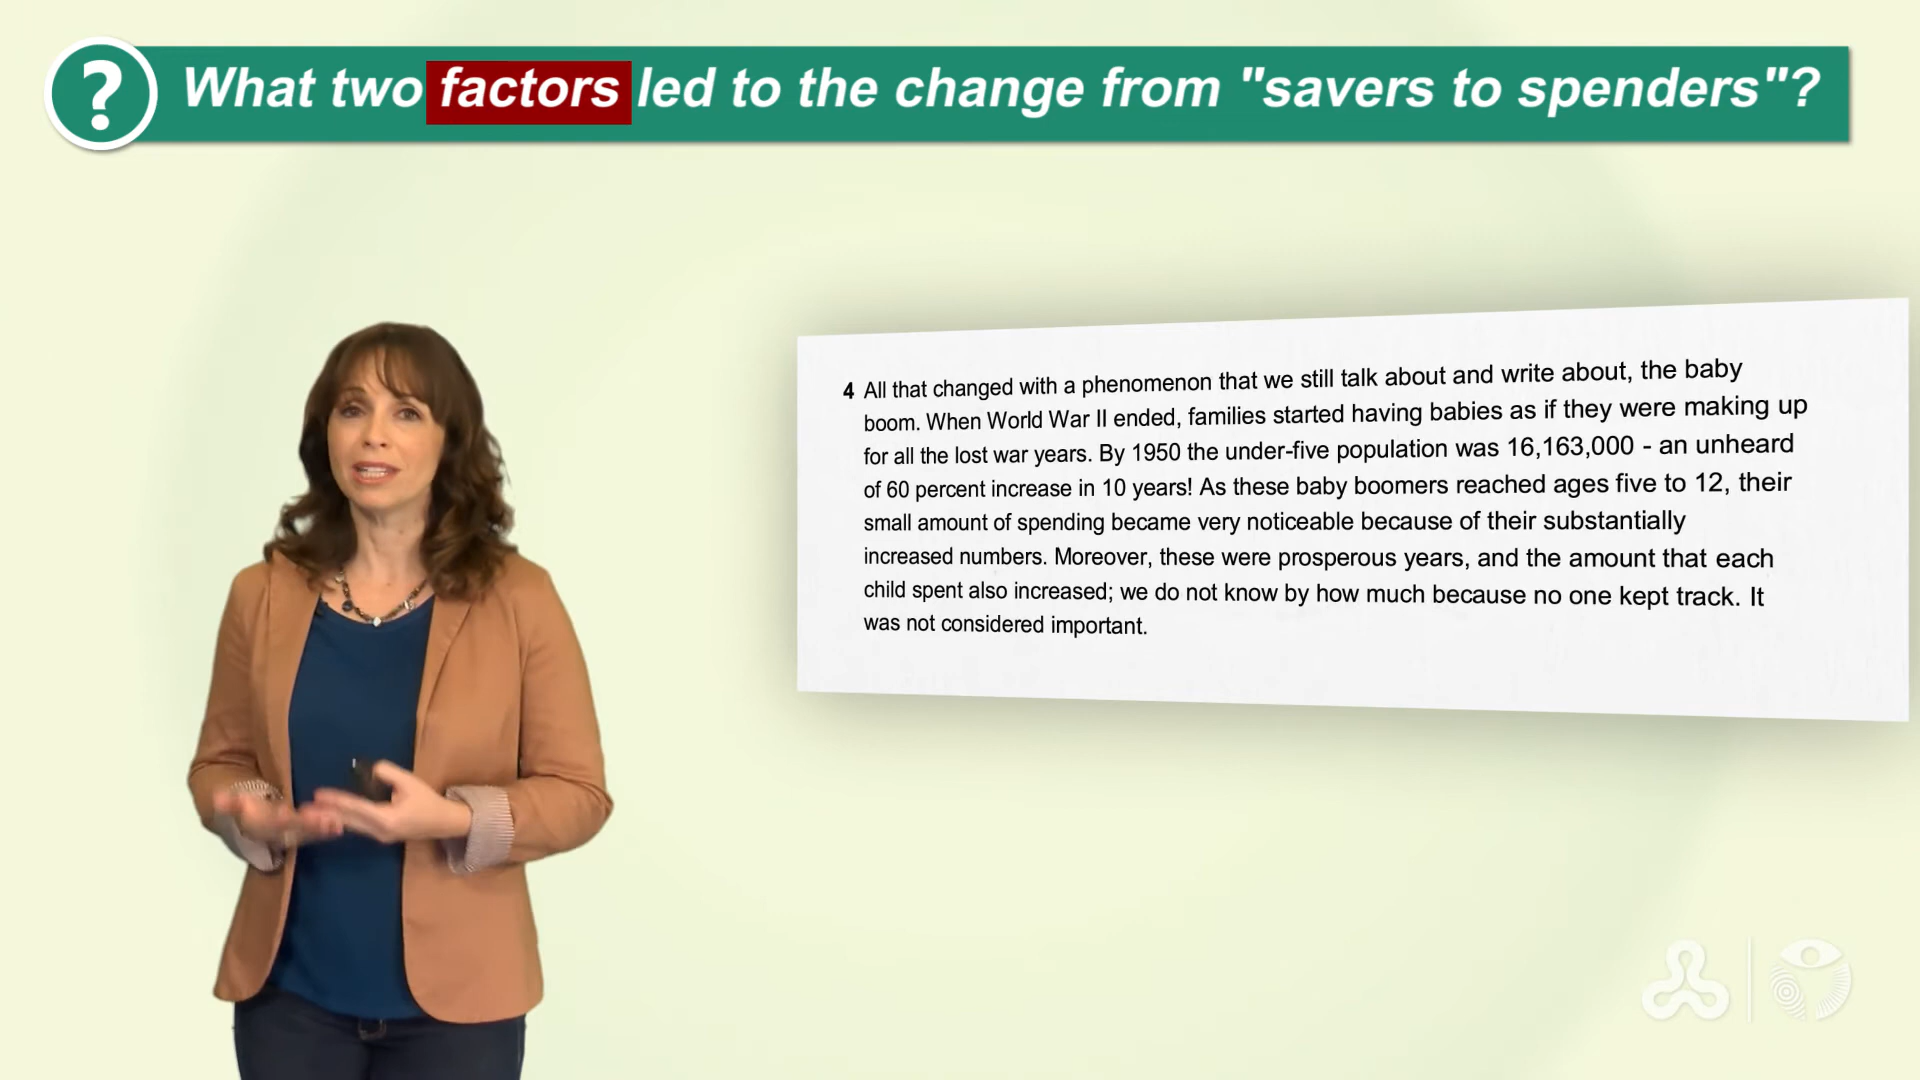 ? What two factors led to the change from "savers to spenders"?
4 All that changed with a phenomenon that we still talk about and write about, the baby
boom. When World War II ended, families started having babies as if they were making up
for all the lost war years. By 1950 the under-five population was 16,163,000 - an unheard
of 60 percent increase in 10 years! As these baby boomers reached ages five to 12, their
small amount of spending became very noticeable because of their substantially
increased numbers. Moreover, these were prosperous years, and the amount that each
child spent also increased; we do not know by how much because no one kept track. It
was not considered important.